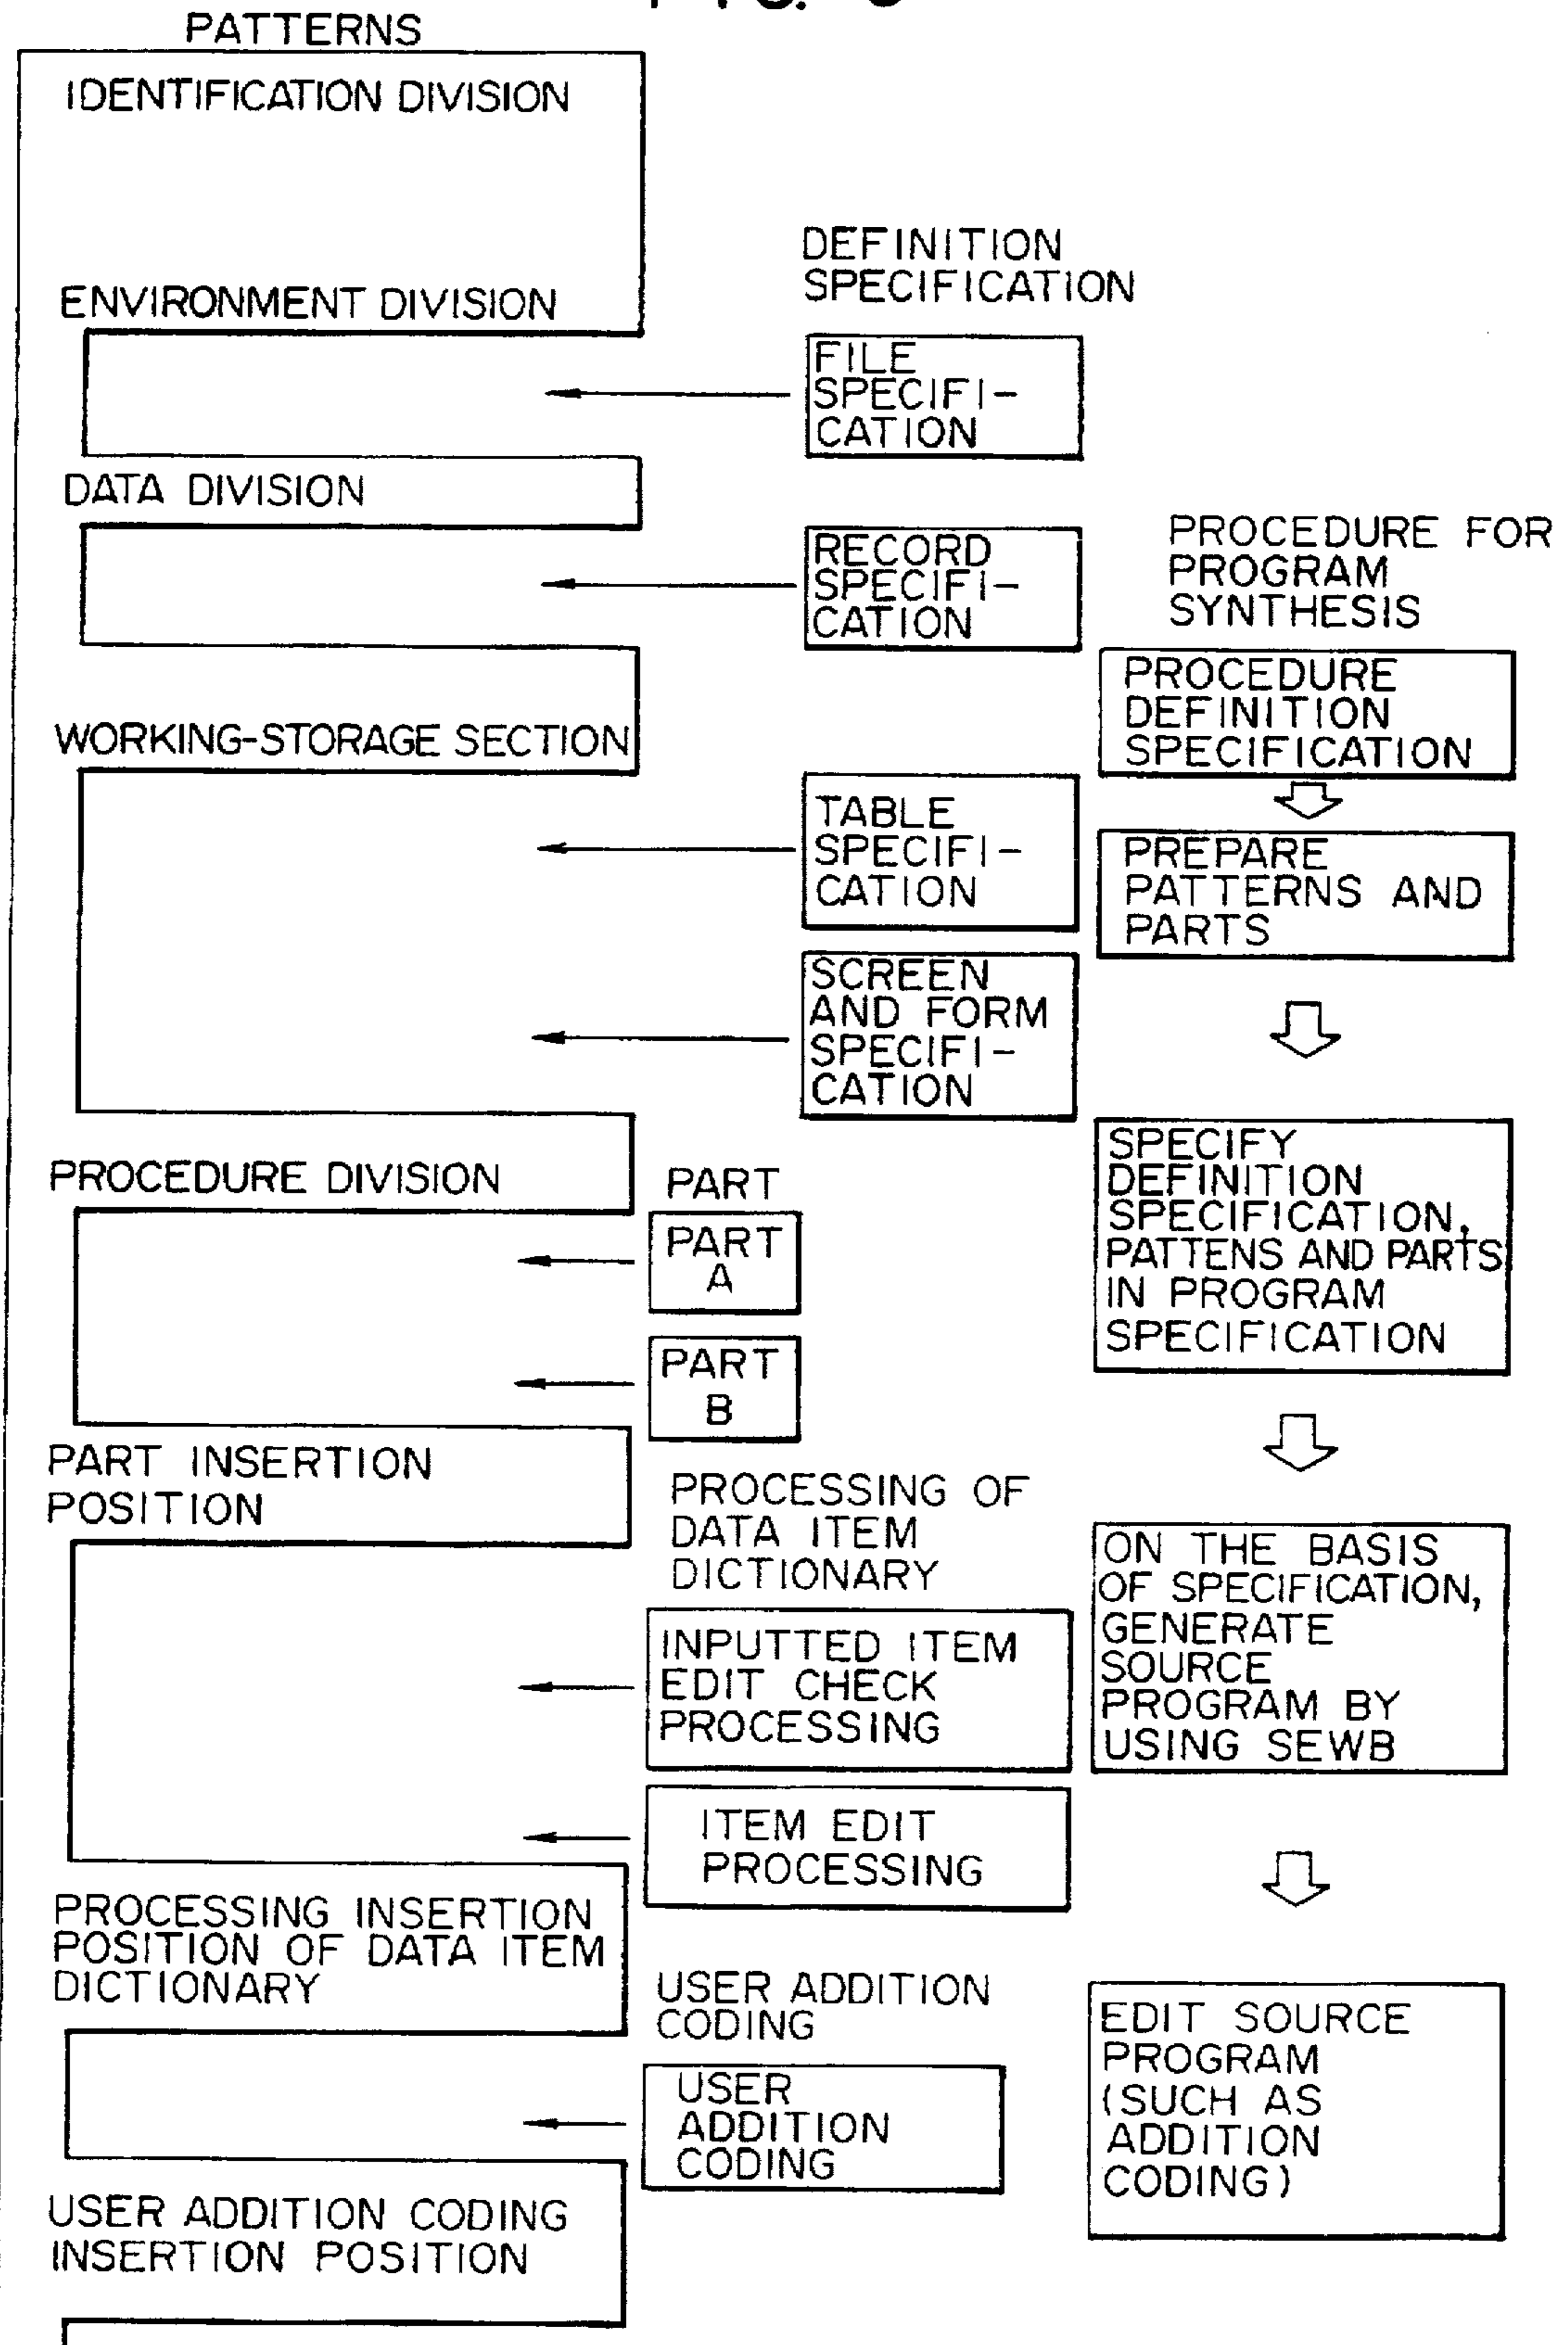 PATTERNS
IDENTIFICATION DIVISION
ENVIRONMENT DIVISION
DATA DIVISION
WORKING-STORAGE SECTION
PROCEDURE DIVISION
PART INSERTION
POSITION
PROCESSING INSERTION
POSITION OF DATA ITEM
DICTIONARY
USER ADDITION CODING
INSERTION POSITION
DEFINITION
SPECIFICATION
FILE
SPECIFI-
CATION
RECORD
SPECIFI-
CATION
TABLE
SPECIFI-
CATION
SCREEN
AND FORM
SPECIFI-
CATION
PART
PART
A
PART
B
PROCESSING OF
DATA ITEM
DICTIONARY
INPUTTED ITEM
EDIT CHECK
PROCESSING
ITEM EDIT
PROCESSING
USER ADDITION
CODING
USER
ADDITION
CODING
PROCEDURE FOR
PROGRAM
SYNTHESIS
PROCEDURE
DEFINITION
SPECIFICATION
PREPARE
PATTERNS AND
PARTS
SPECIFY
DEFINITION
SPECIFICATION,
PATTENS AND PARTS
IN PROGRAM
SPECIFICATION
ON THE BASIS
OF SPECIFICATION,
GENERATE
SOURCE
PROGRAM BY
USING SEWB
EDIT SOURCE
PROGRAM
(SUCH AS
ADDITION
CODING)